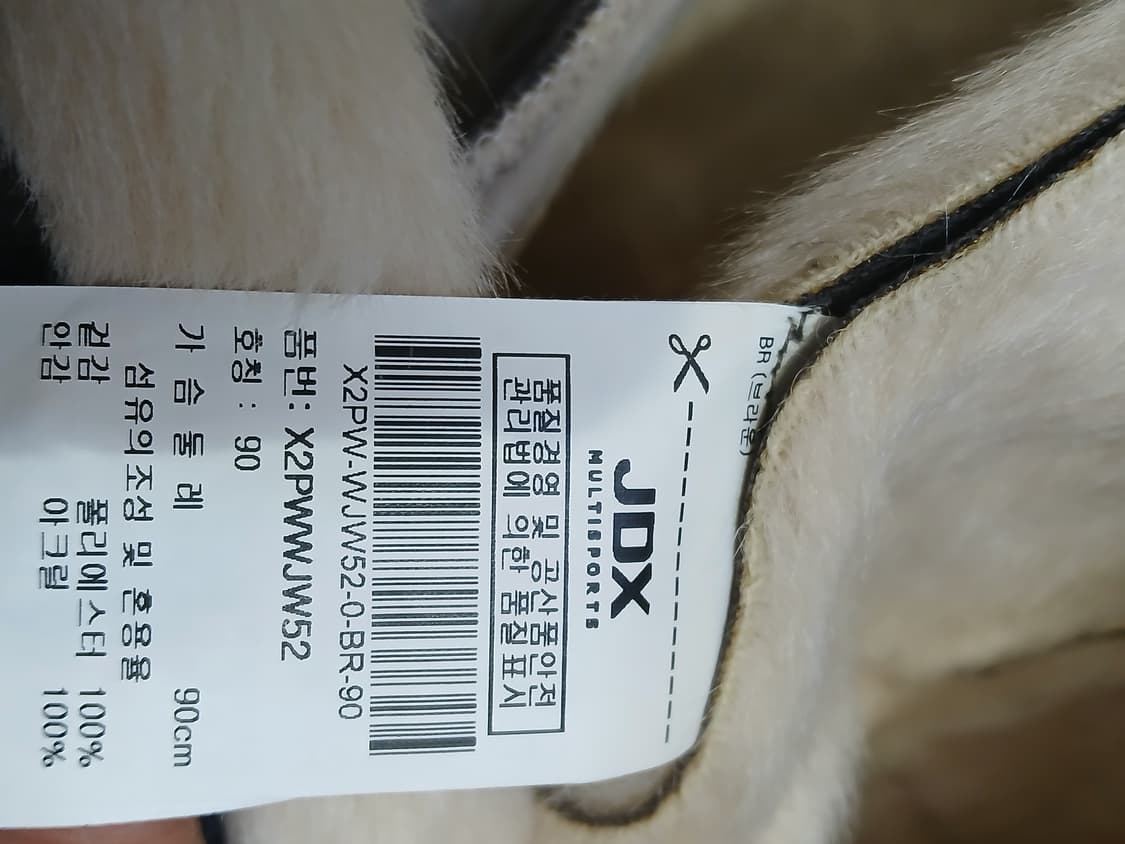 BR (브라운)
JDX
MULTISPORTS
품질경영 및 공산품안전
관리법에 의한 품질표시
X2PW-WJW52-0-BR-90
품번: X2PWWJW52
호칭: 90
가 슴 둘 레 90cm
섬유의조성 및 혼용율
겉감 폴리에스터 100%
안감 아크릴 100%